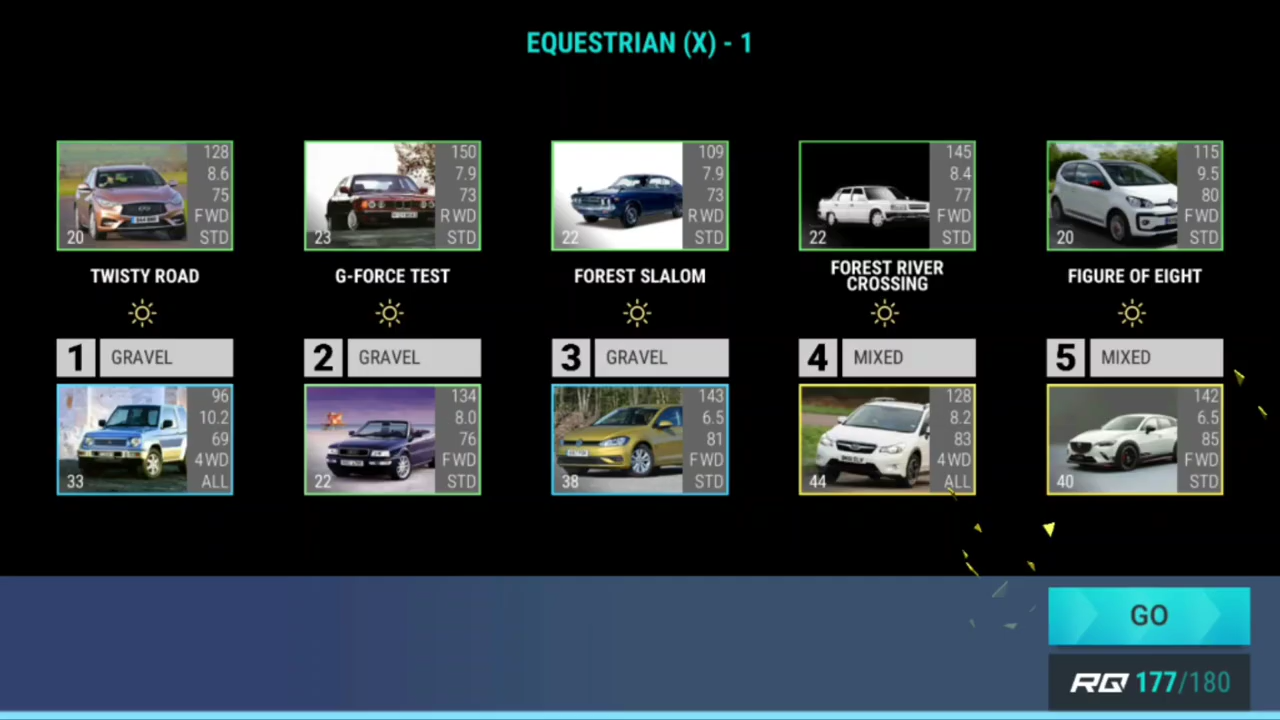 EQUESTRIAN (X) - 1
128
8.6
75
FWD
STD
20
150
7.9
73
RWD
STD
23
109
7.9
73
RWD
STD
22
145
8.4
77
FWD
STD
22
115
9.5
80
FWD
STD
20
TWISTY ROAD
G-FORCE TEST
FOREST SLALOM
FOREST RIVER
CROSSING
FIGURE OF EIGHT
1 GRAVEL
2 GRAVEL
3 GRAVEL
4 MIXED
5 MIXED
96
10.2
69
4WD
ALL
33
134
8.0
76
FWD
STD
22
143
6.5
81
FWD
STD
38
128
8.2
83
4WD
ALL
44
142
6.5
85
FWD
STD
40
GO
RQ 177/180